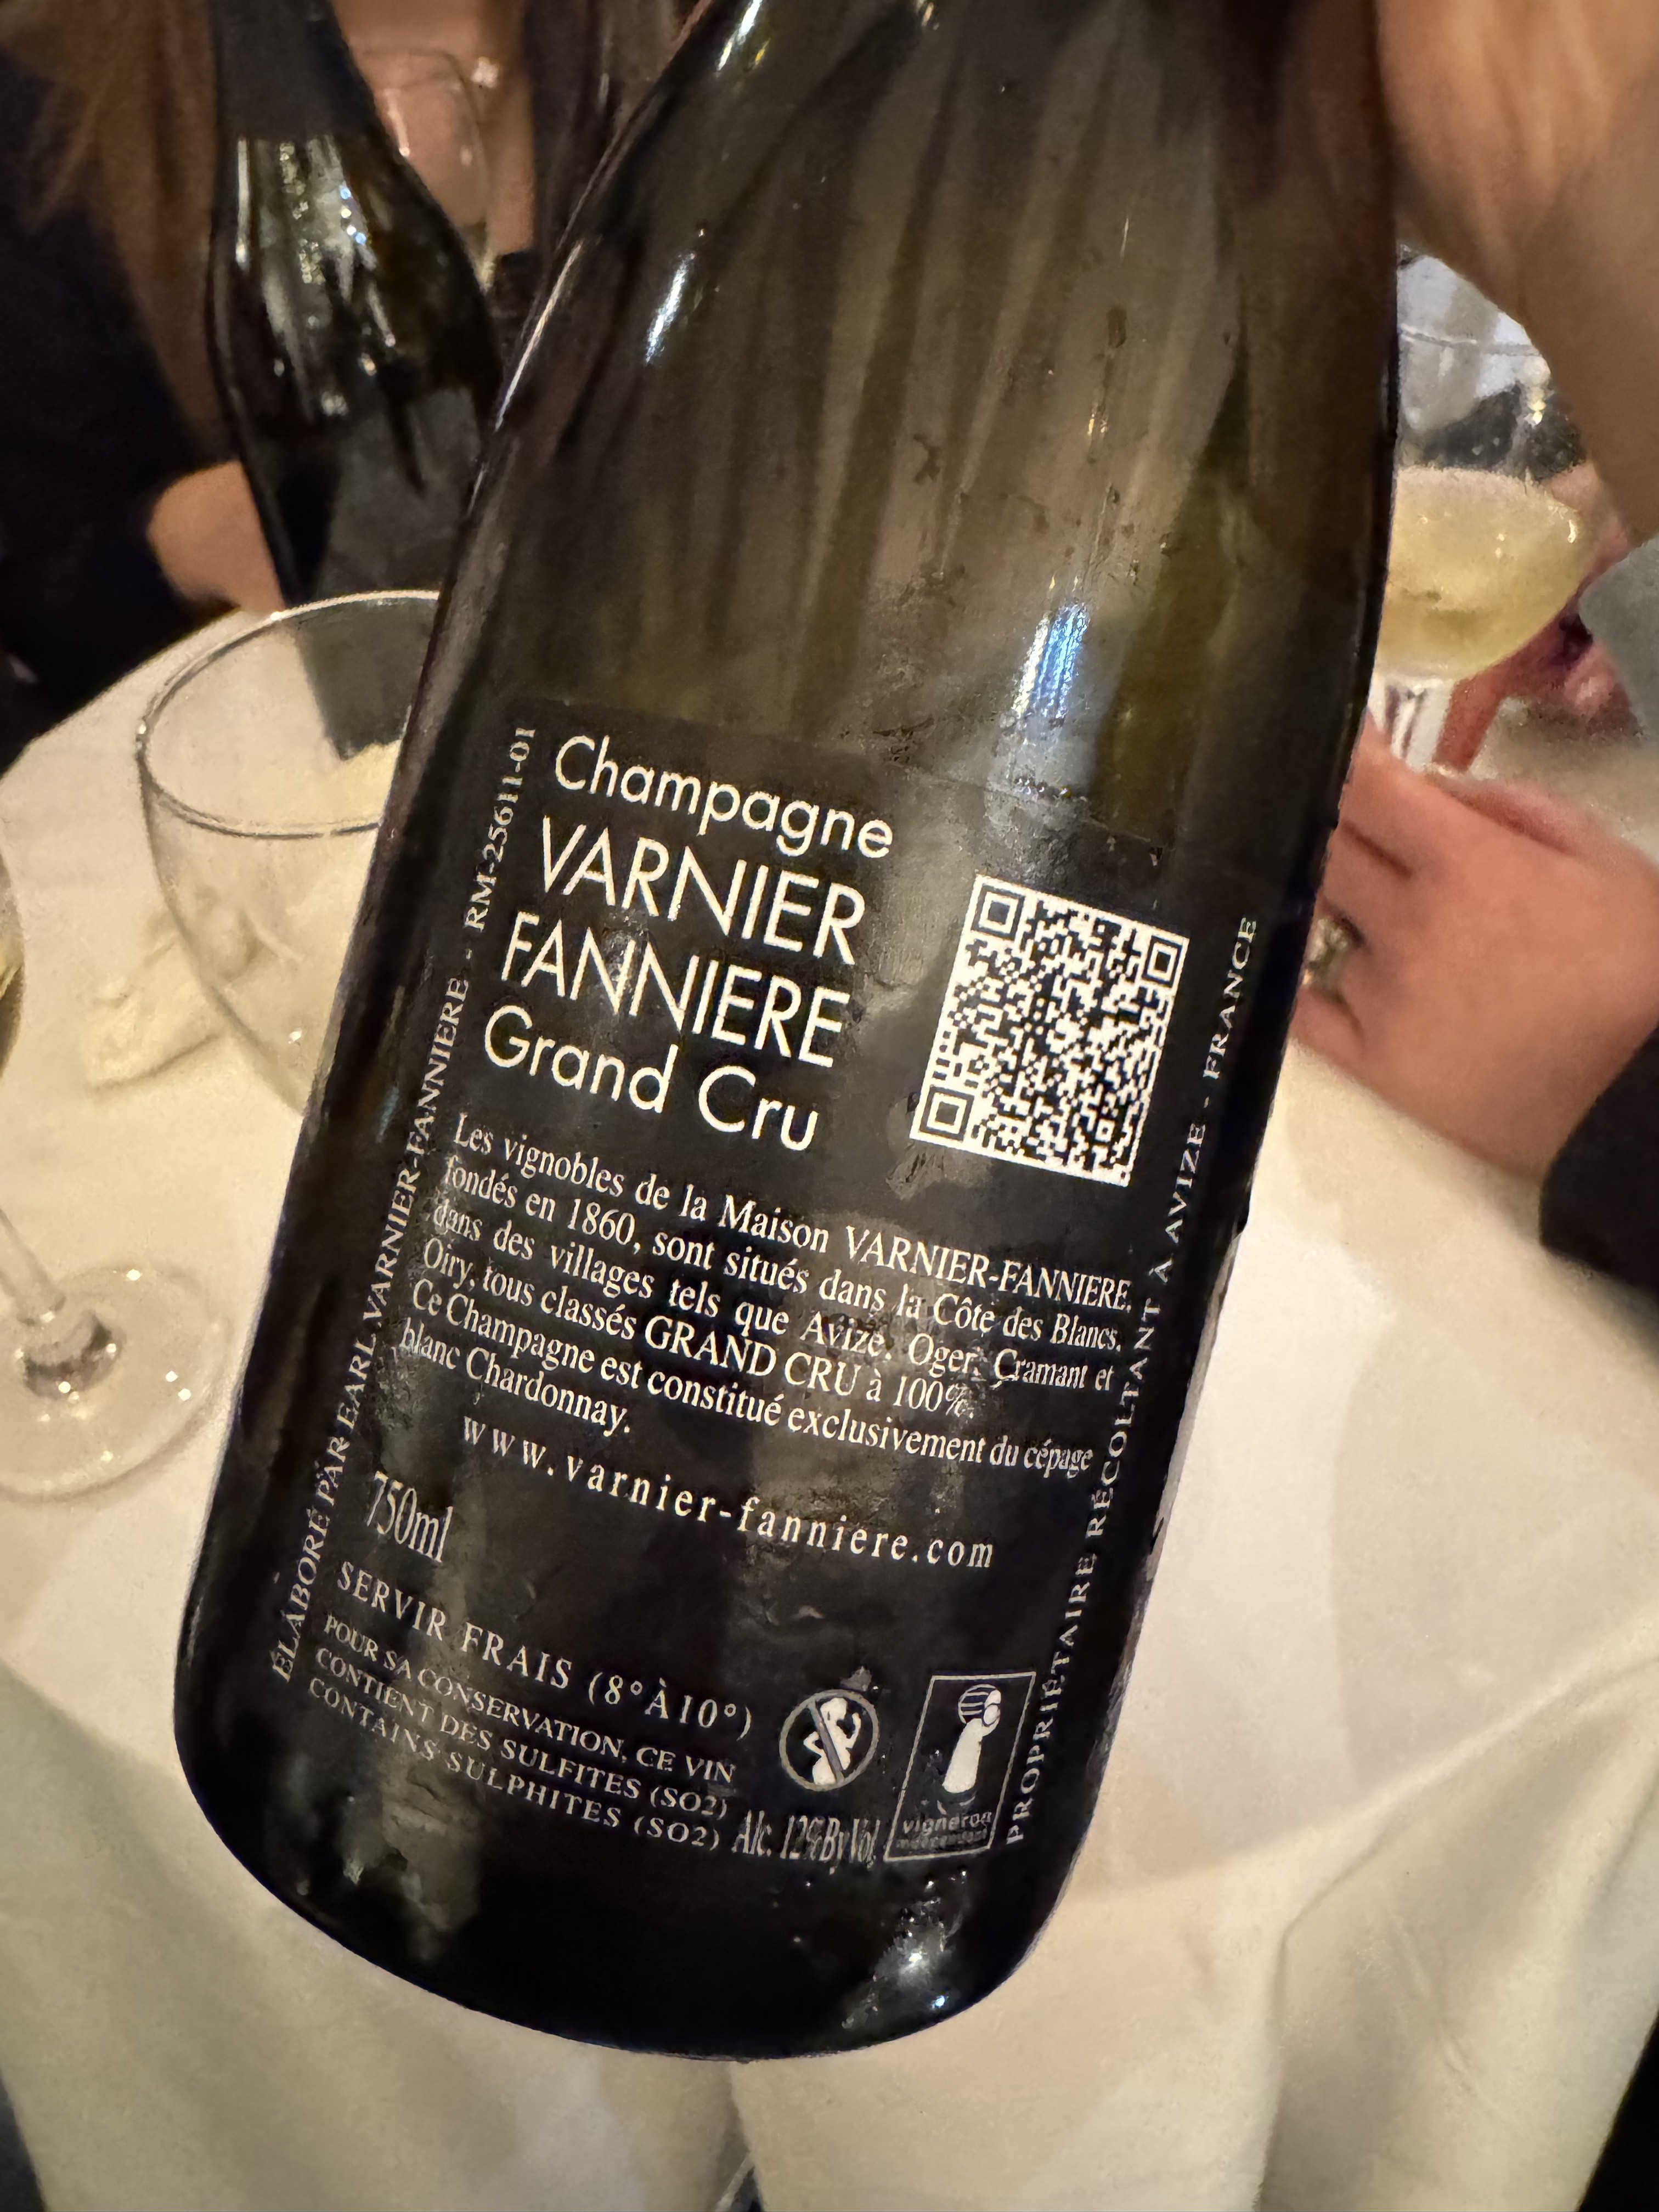 Champagne
VARNIER
FANNIERE
Grand Cru
Les vignobles de la Maison VARNIER-FANNIERE,
fondés en 1860, sont situés dans la Côte des Blancs,
dans des villages tels que Avize, Oger, Cramant et
Oiry, tous classés GRAND CRU à 100%.
Ce Champagne est constitué exclusivement du cépage
blanc Chardonnay.
www.varnier-fanniere.com
750ml
SERVIR FRAIS (8° À 10°)
POUR SA CONSERVATION, CE VIN
CONTIENT DES SULFITES (SO2)
CONTAINS SULPHITES (SO2)
Alc. 12% By Vol.
vigneron
indépendant
ÉLABORÉ PAR EARL VARNIER-FANNIERE - RM-25611-01
PROPRIÉTAIRE RÉCOLTANT À AVIZE - FRANCE